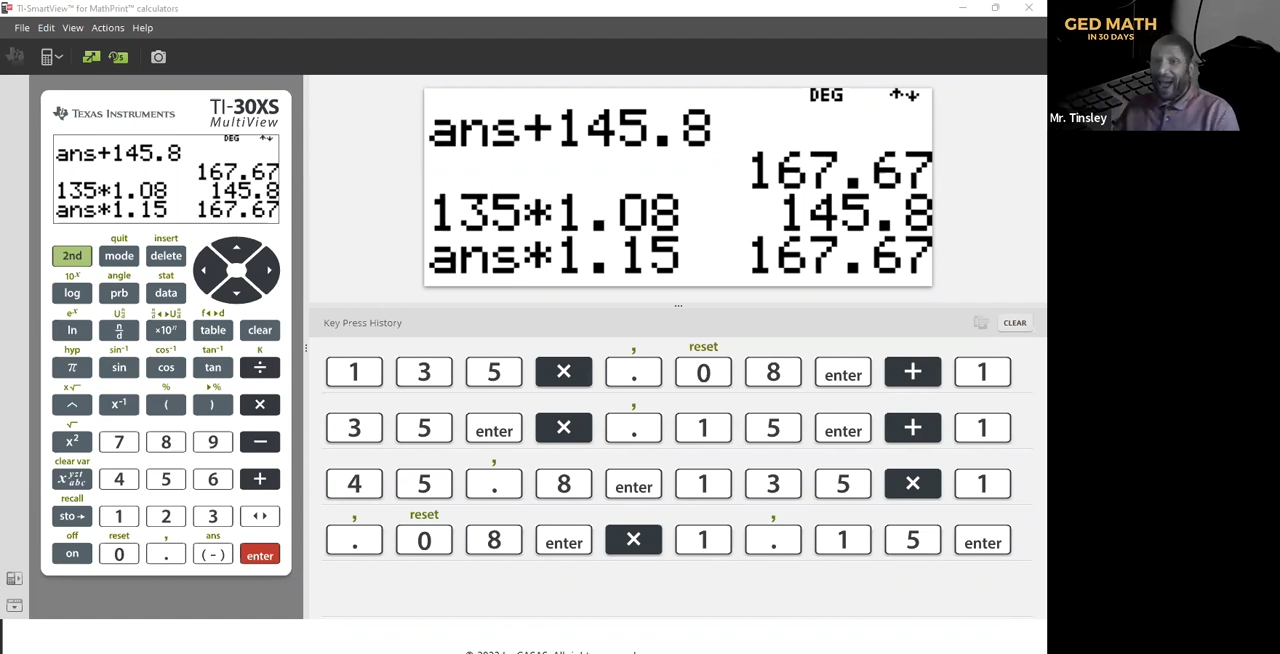 TI-SmartView™ for MathPrint™ calculators
File Edit View Actions Help
GED MATH
IN 30 DAYS
Mr. Tinsley
TEXAS INSTRUMENTS
TI-30XS
MultiView
DEG
ans+145.8
167.67
135*1.08 145.8
ans*1.15 167.67
DEG
ans+145.8
167.67
135*1.08 145.8
ans*1.15 167.67
quit insert
2nd mode delete
10ˣ angle stat
log prb data
eˣ f◄►d
ln n/d ×10ⁿ table clear
hyp sin⁻¹ cos⁻¹ tan⁻¹ K
π sin cos tan ÷
x√ % ►%
^ x⁻¹ ( ) ×
√
x² 7 8 9 −
clear var
x yzt abc 4 5 6 +
recall
sto→ 1 2 3 ◄►
off reset , ans
on 0 . (-) enter
Key Press History
CLEAR
, reset
1 3 5 × . 0 8 enter + 1
,
3 5 enter × . 1 5 enter + 1
,
4 5 . 8 enter 1 3 5 × 1
, reset ,
. 0 8 enter × 1 . 1 5 enter